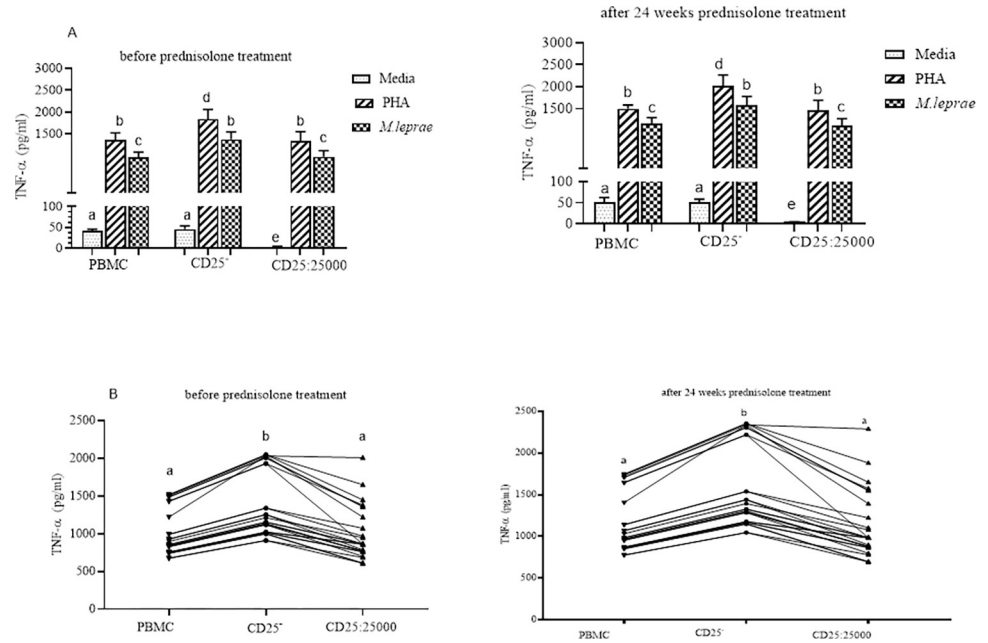 A
before prednisolone treatment
TNF-α (pg/ml)
3000
2000
1500
100
50
0
a
b
c
a
d
b
e
b
c
PBMC
CD25⁻
CD25:25000
Media
PHA
M.leprae
after 24 weeks prednisolone treatment
TNF-α (pg/ml)
3000
2000
1500
100
50
0
a
b
c
a
d
b
e
b
c
PBMC
CD25⁻
CD25:25000
Media
PHA
M.leprae
B
before prednisolone treatment
TNF-α (pg/ml)
2500
2000
1500
1000
500
0
a
b
a
PBMC
CD25⁻
CD25:25000
after 24 weeks prednisolone treatment
TNF-α (pg/ml)
2500
2000
1500
1000
500
0
a
b
a
PBMC
CD25⁻
CD25:25000